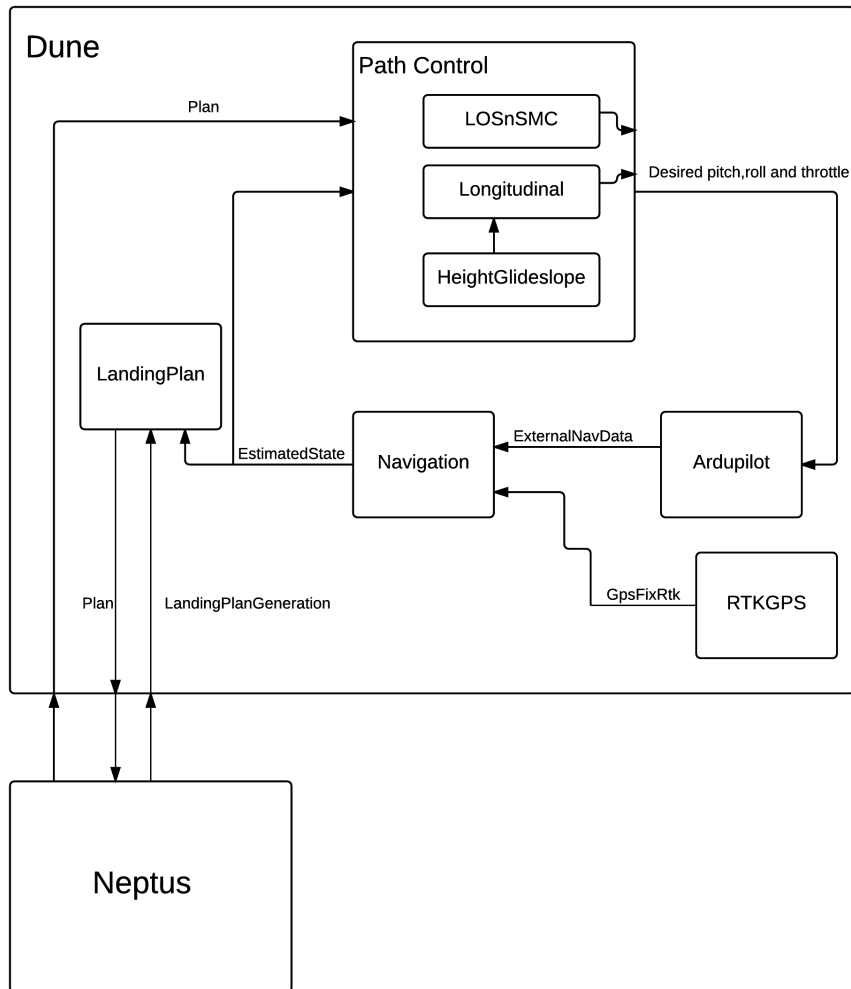 Dune
Path Control
Plan
LOSnSMC
Longitudinal
Desired pitch,roll and throttle
HeightGlideslope
LandingPlan
EstimatedState
Navigation
ExternalNavData
Ardupilot
Plan
LandingPlanGeneration
GpsFixRtk
RTKGPS
Neptus